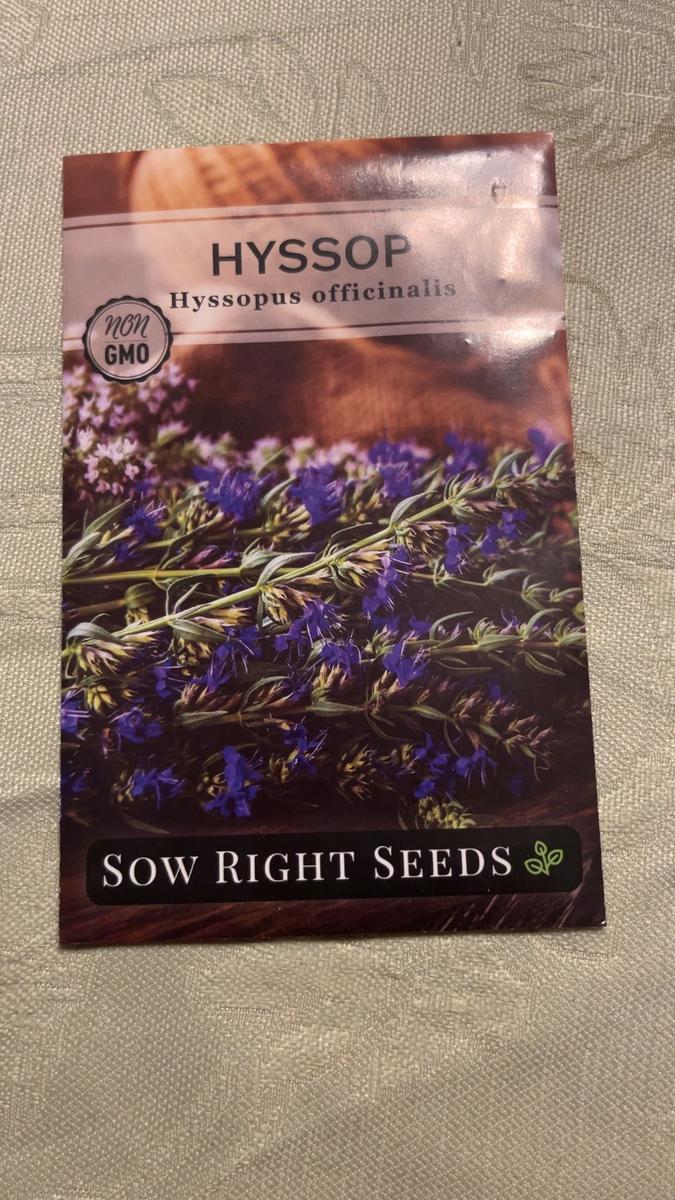 HYSSOP
Hyssopus officinalis
NON
GMO
SOW RIGHT SEEDS